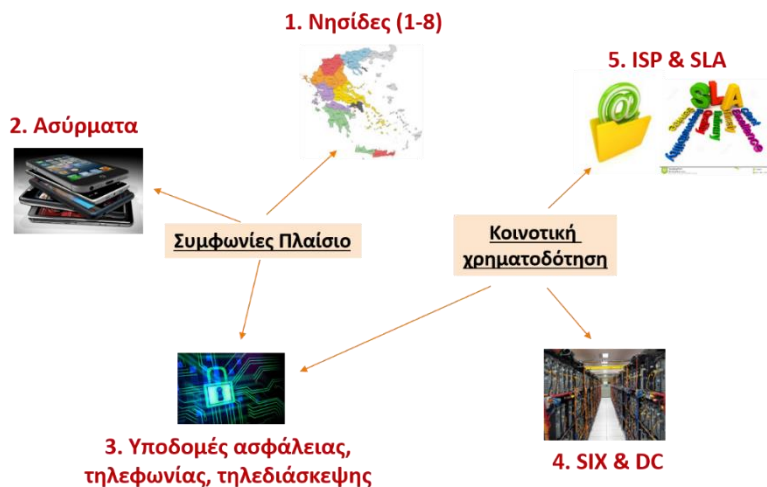 1. Νησίδες (1-8)
5. ISP & SLA
SLA
2. Ασύρματα
Συμφωνίες Πλαίσιο
Κοινοτική
χρηματοδότηση
3. Υποδομές ασφάλειας,
τηλεφωνίας, τηλεδιάσκεψης
4. SIX & DC